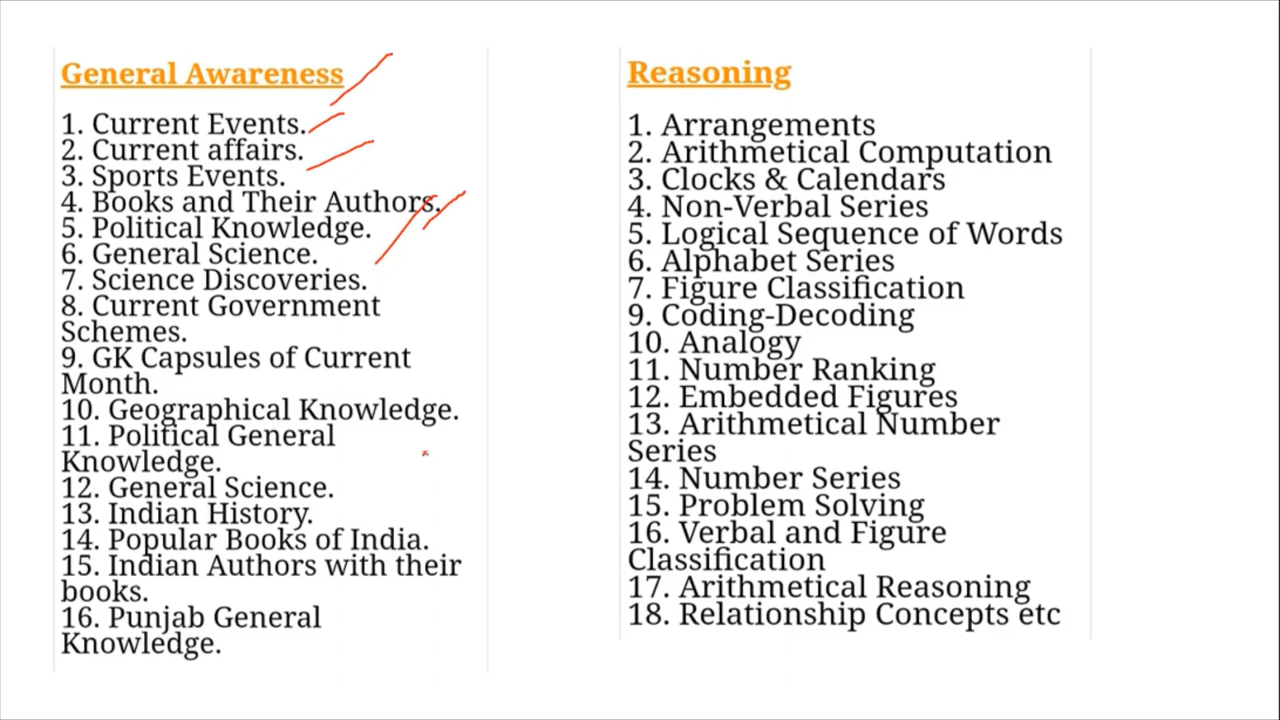 General Awareness
1. Current Events.
2. Current affairs.
3. Sports Events.
4. Books and Their Authors.
5. Political Knowledge.
6. General Science.
7. Science Discoveries.
8. Current Government
Schemes.
9. GK Capsules of Current
Month.
10. Geographical Knowledge.
11. Political General
Knowledge.
12. General Science.
13. Indian History.
14. Popular Books of India.
15. Indian Authors with their
books.
16. Punjab General
Knowledge.
Reasoning
1. Arrangements
2. Arithmetical Computation
3. Clocks & Calendars
4. Non-Verbal Series
5. Logical Sequence of Words
6. Alphabet Series
7. Figure Classification
9. Coding-Decoding
10. Analogy
11. Number Ranking
12. Embedded Figures
13. Arithmetical Number
Series
14. Number Series
15. Problem Solving
16. Verbal and Figure
Classification
17. Arithmetical Reasoning
18. Relationship Concepts etc